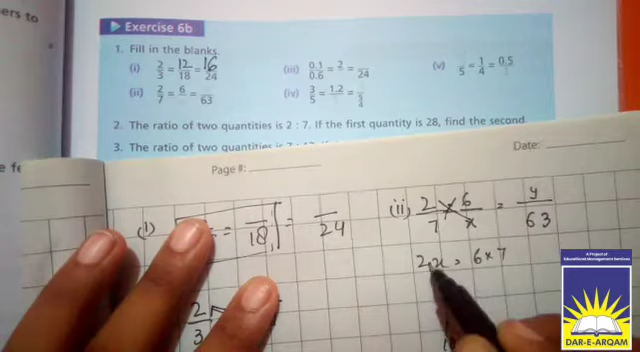 ers to
Exercise 6b
1. Fill in the blanks.
(i) 2/3 = 12/18 = 16/24 (iii) 0.1/0.6 = 2/ = /24 (v) /5 = 1/4 = 0.5/
(ii) 2/7 = 6/ = /63 (iv) 3/5 = 1.2/ =
2. The ratio of two quantities is 2 : 7. If the first quantity is 28, find the second
3. The ratio of two quantities is
Page #: Date:
(i) = /18 = /24 (ii) 2/7 6/x = y/63
2x = 6 × 7
2/3
A Project of
Educational Management Services
DAR-E-ARQAM